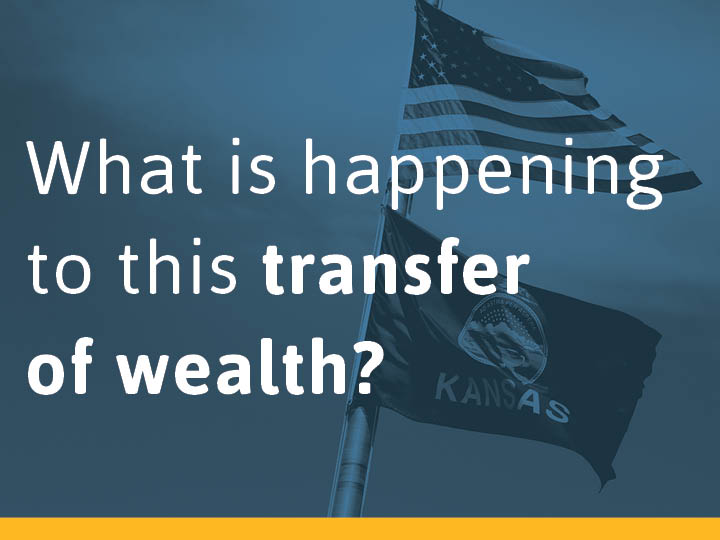 What is happening
to this transfer
of wealth?
KANSAS